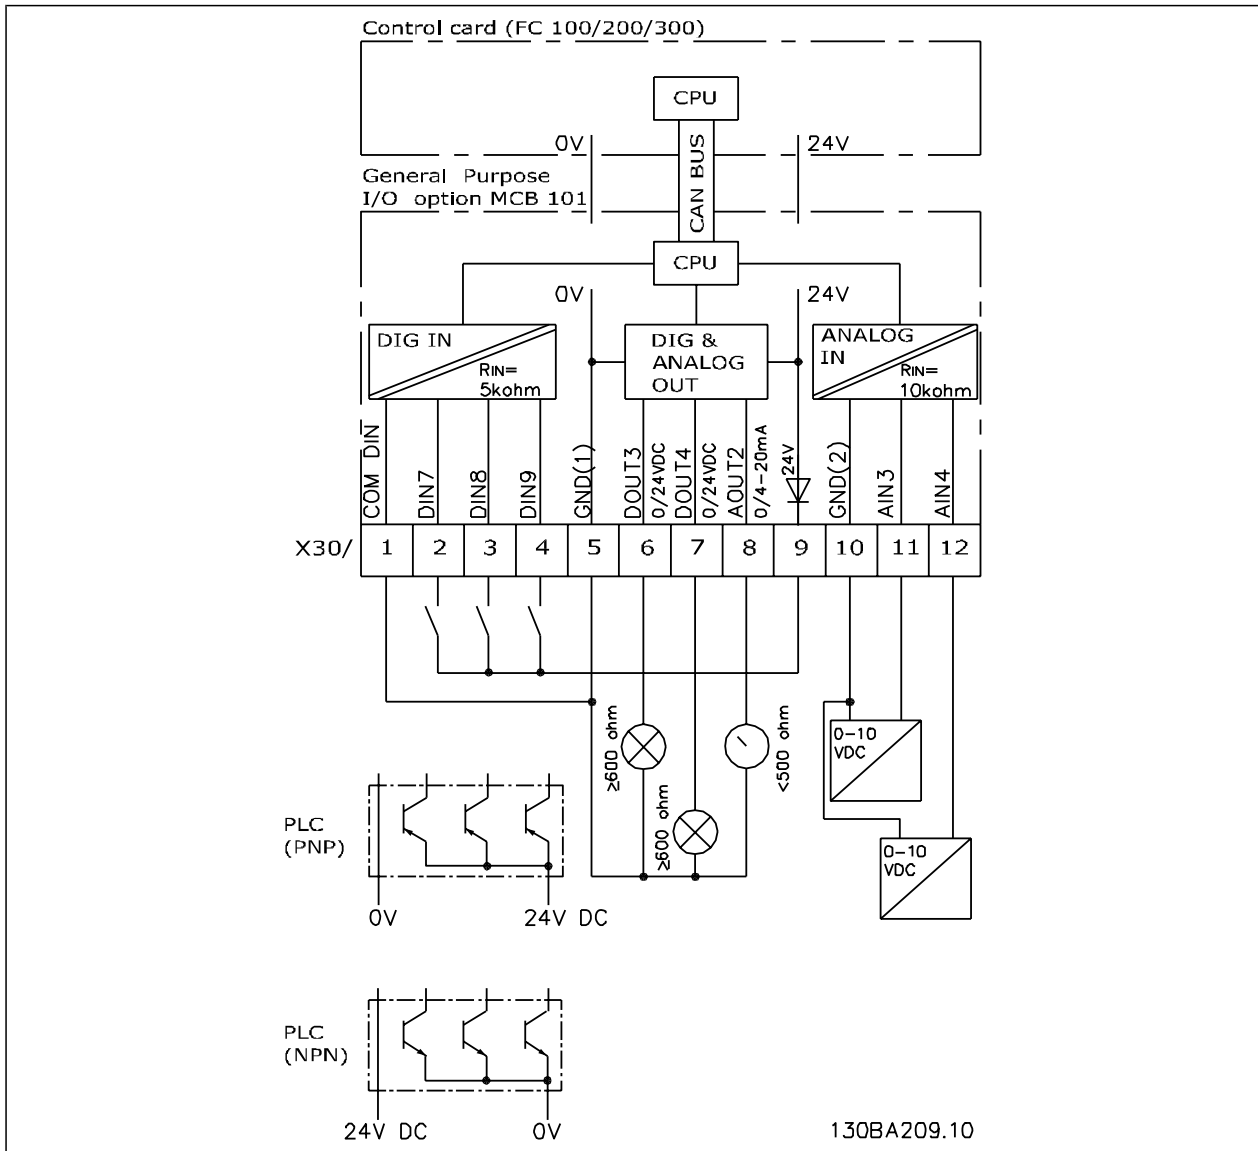 Control card (FC 100/200/300)
CPU
0V
24V
CAN BUS
General Purpose
I/O option MCB 101
CPU
0V
24V
DIG IN
RIN=
5kohm
DIG &
ANALOG
OUT
ANALOG
IN
RIN=
10kohm
COM DIN
DIN7
DIN8
DIN9
GND(1)
DOUT3
0/24VDC
DOUT4
0/24VDC
AOUT2
0/4-20mA
24V
GND(2)
AIN3
AIN4
X30/
1
2
3
4
5
6
7
8
9
10
11
12
≥600 ohm
≥600 ohm
<500 ohm
0-10
VDC
0-10
VDC
PLC
(PNP)
0V
24V DC
PLC
(NPN)
24V DC
0V
130BA209.10